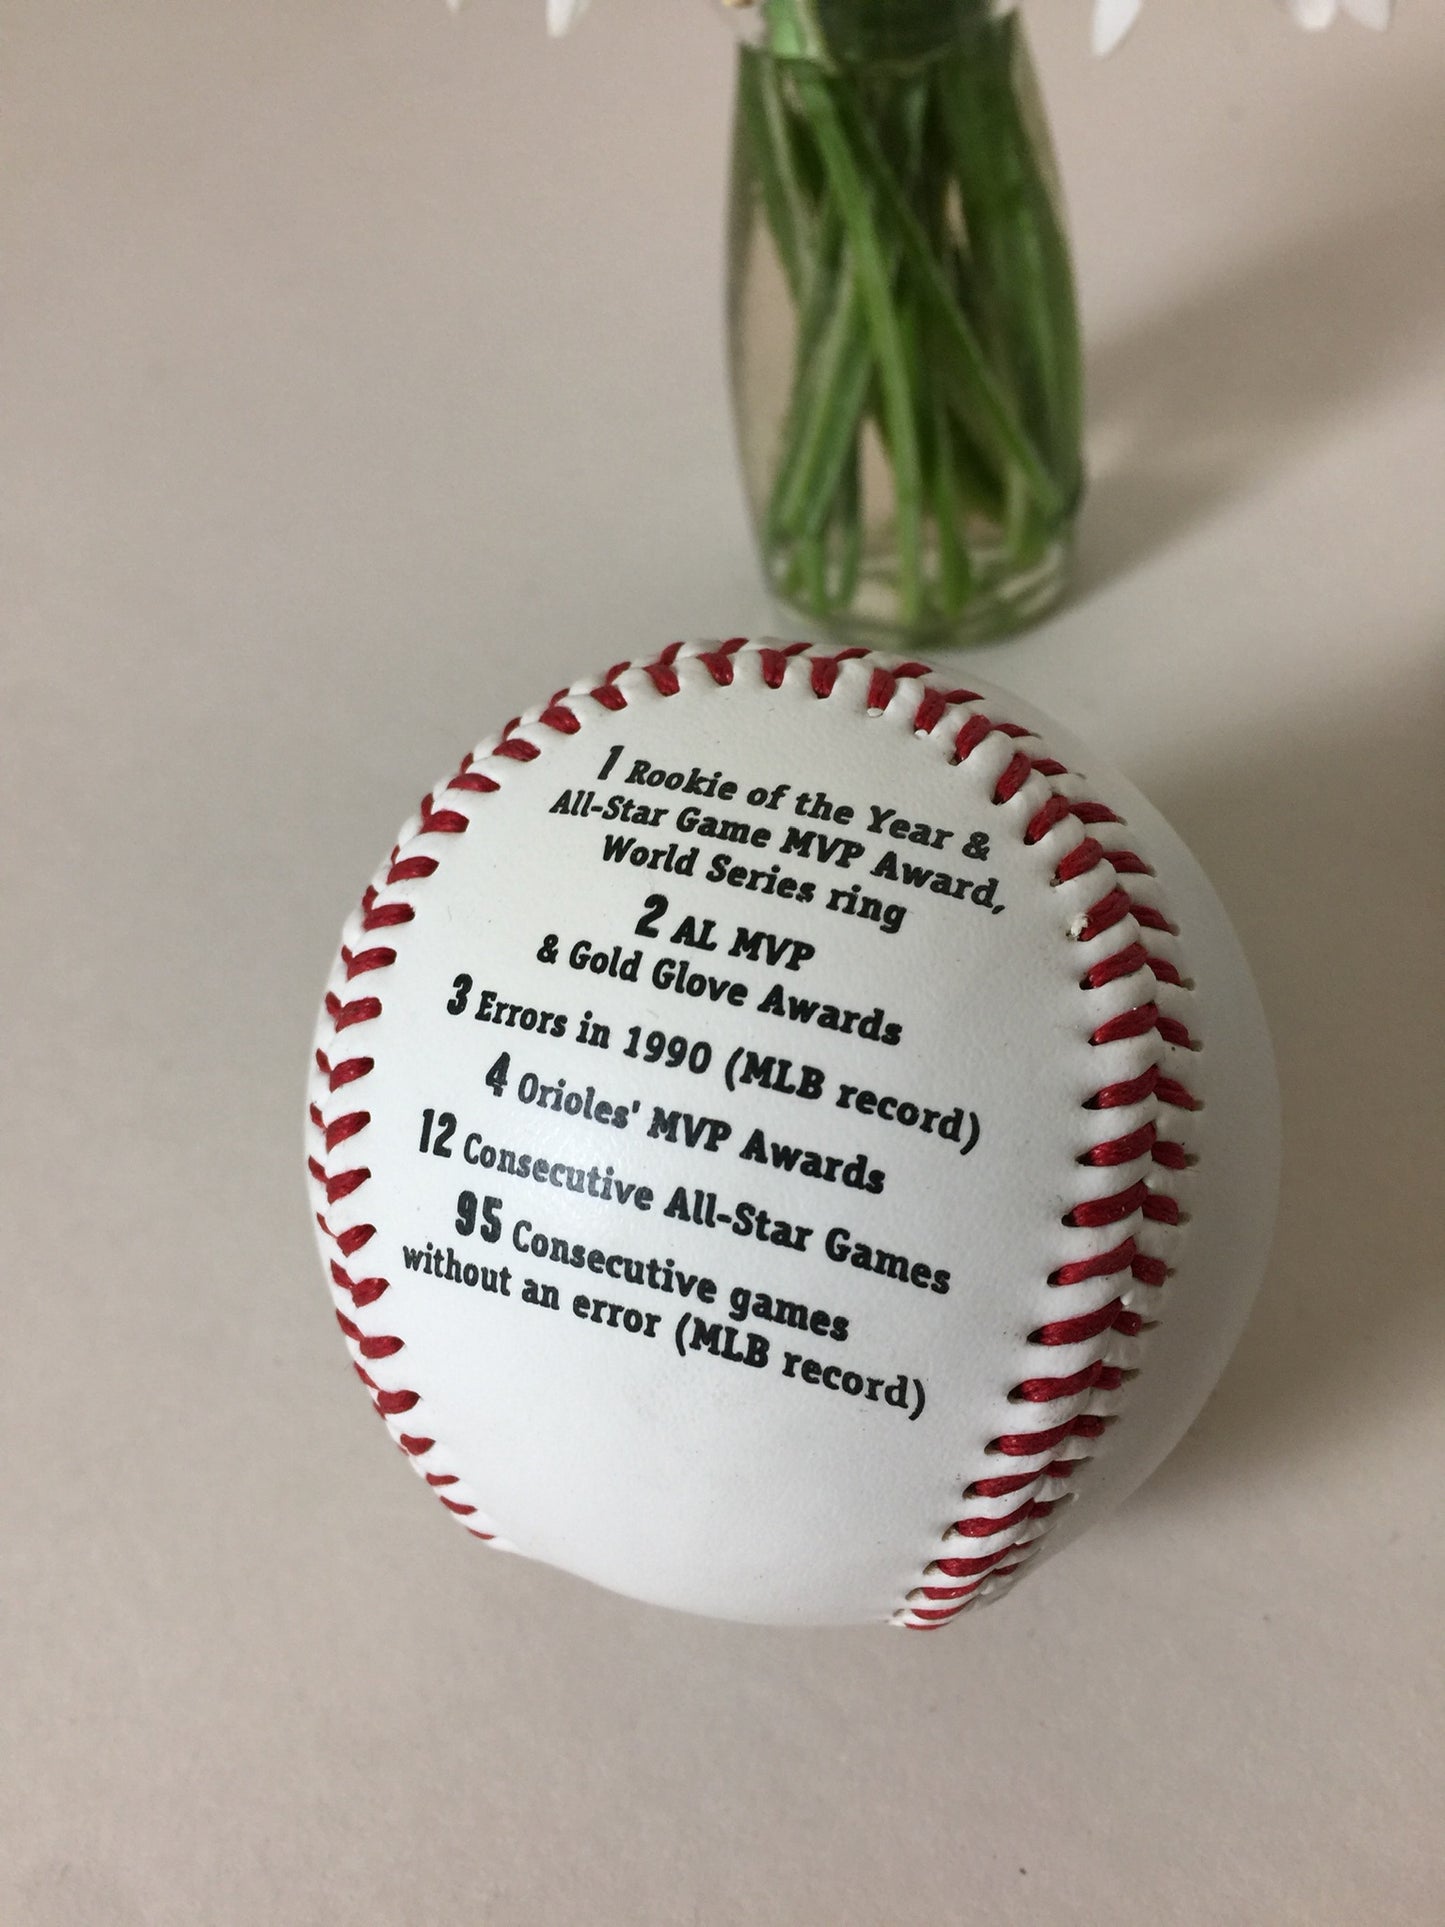 1 Rookie of the Year &
All-Star Game MVP Award,
World Series ring
2 AL MVP
& Gold Glove Awards
3 Errors in 1990 (MLB record)
4 Orioles' MVP Awards
12 Consecutive All-Star Games
95 Consecutive games
without an error (MLB record)